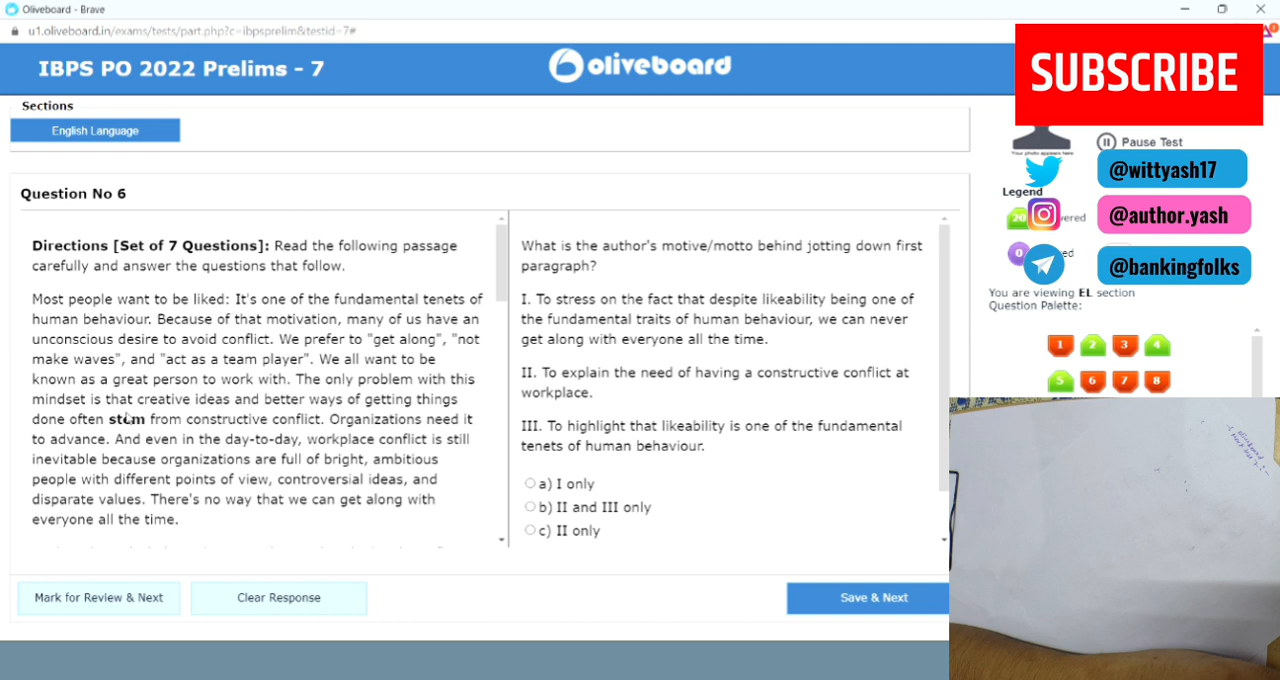 Oliveboard - Brave
u1.oliveboard.in/exams/tests/part.php?c=ibpsprelim&testid=7#
IBPS PO 2022 Prelims - 7
oliveboard
SUBSCRIBE
Sections
English Language
Pause Test
Your photo appears here
@wittyash17
Legend
20
@author.yash
0
@bankingfolks
You are viewing EL section
Question Palette:
1 2 3 4
5 6 7 8
Question No 6
Directions [Set of 7 Questions]: Read the following passage
carefully and answer the questions that follow.
Most people want to be liked: It's one of the fundamental tenets of
human behaviour. Because of that motivation, many of us have an
unconscious desire to avoid conflict. We prefer to "get along", "not
make waves", and "act as a team player". We all want to be
known as a great person to work with. The only problem with this
mindset is that creative ideas and better ways of getting things
done often stem from constructive conflict. Organizations need it
to advance. And even in the day-to-day, workplace conflict is still
inevitable because organizations are full of bright, ambitious
people with different points of view, controversial ideas, and
disparate values. There's no way that we can get along with
everyone all the time.
What is the author's motive/motto behind jotting down first
paragraph?
I. To stress on the fact that despite likeability being one of
the fundamental traits of human behaviour, we can never
get along with everyone all the time.
II. To explain the need of having a constructive conflict at
workplace.
III. To highlight that likeability is one of the fundamental
tenets of human behaviour.
a) I only
b) II and III only
c) II only
Mark for Review & Next
Clear Response
Save & Next